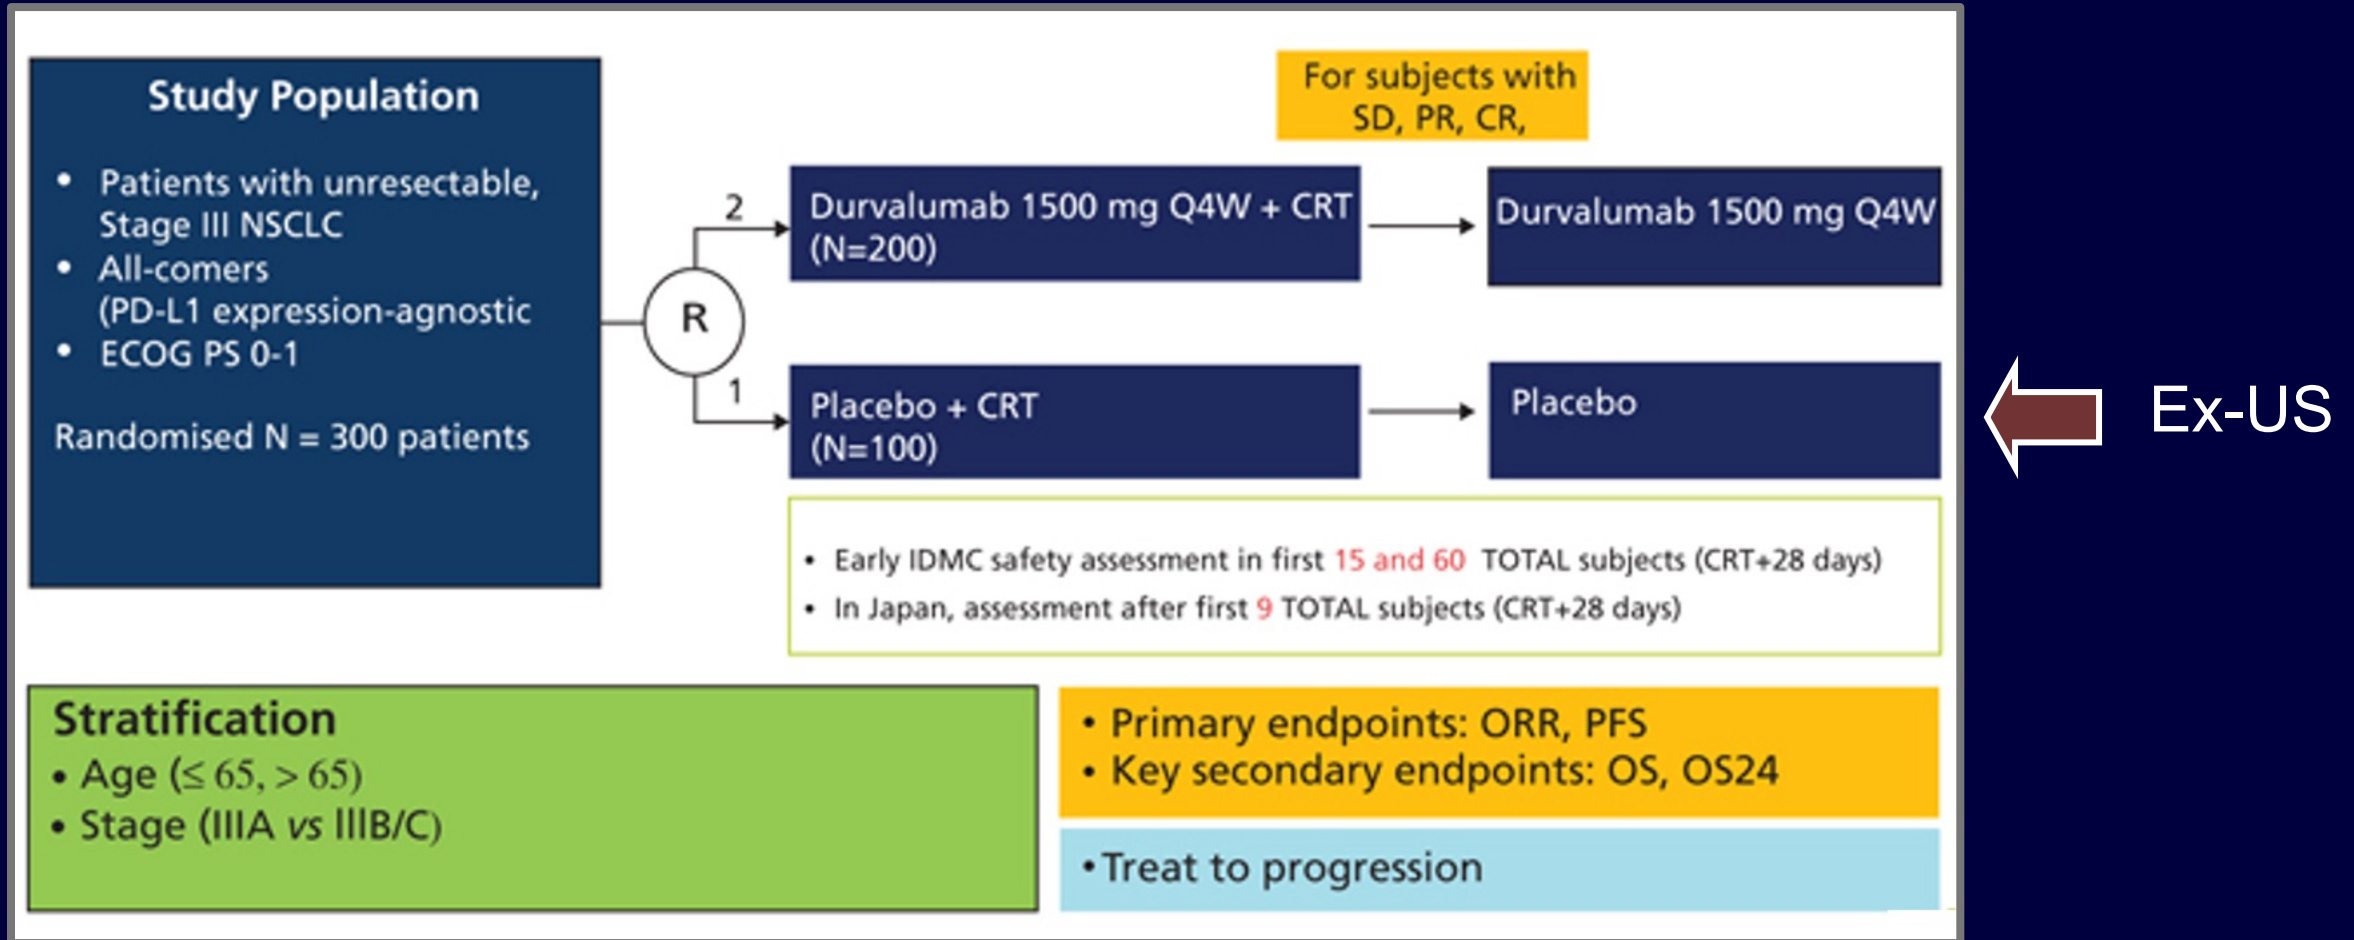 Study Population
• Patients with unresectable,
Stage III NSCLC
• All-comers
(PD-L1 expression-agnostic
• ECOG PS 0-1
Randomised N = 300 patients
R
2
1
For subjects with
SD, PR, CR,
Durvalumab 1500 mg Q4W + CRT
(N=200)
Durvalumab 1500 mg Q4W
Placebo + CRT
(N=100)
Placebo
Ex-US
• Early IDMC safety assessment in first 15 and 60 TOTAL subjects (CRT+28 days)
• In Japan, assessment after first 9 TOTAL subjects (CRT+28 days)
Stratification
• Age (≤ 65, > 65)
• Stage (IIIA vs IIIB/C)
• Primary endpoints: ORR, PFS
• Key secondary endpoints: OS, OS24
• Treat to progression